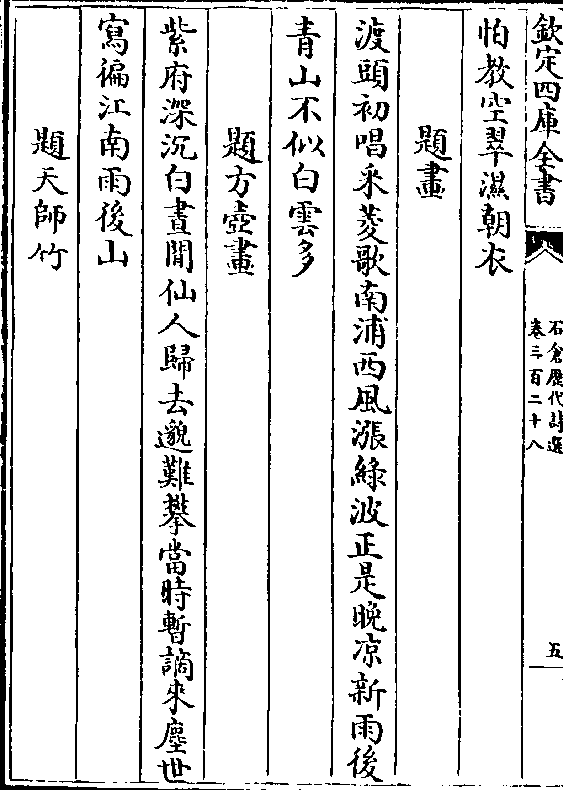 欽定四庫全書
石倉歷代詩選
卷三百二十八
五
怕教空翠濕朝衣
題畫
渡頭初唱采菱歌南浦西風漲綠波正是晚凉新雨後
青山不似白雲多
題方壺畫
紫府深沉白晝閒仙人歸去邈難攀當時暫謫來塵世
寫徧江南雨後山
題天師竹